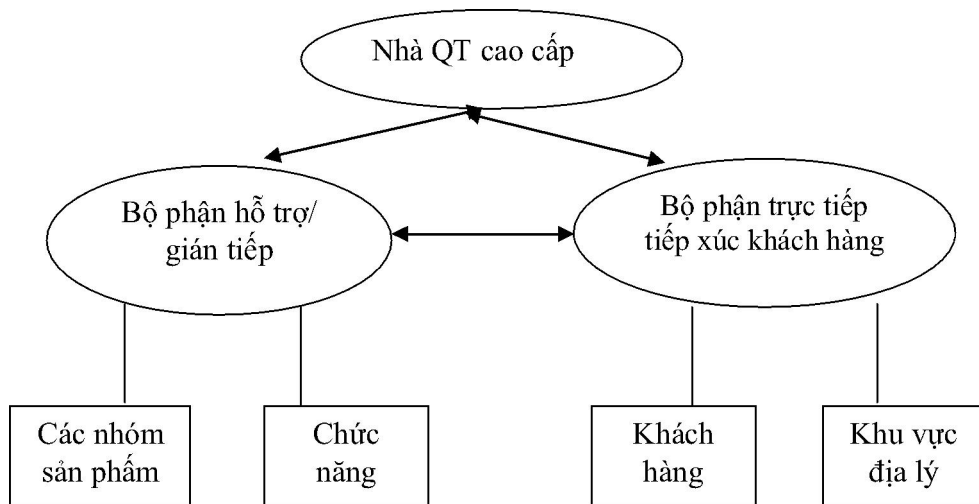 Nhà QT cao cấp
Bộ phận hỗ trợ/
gián tiếp
Bộ phận trực tiếp
tiếp xúc khách hàng
Các nhóm
sản phẩm
Chức
năng
Khách
hàng
Khu vực
địa lý